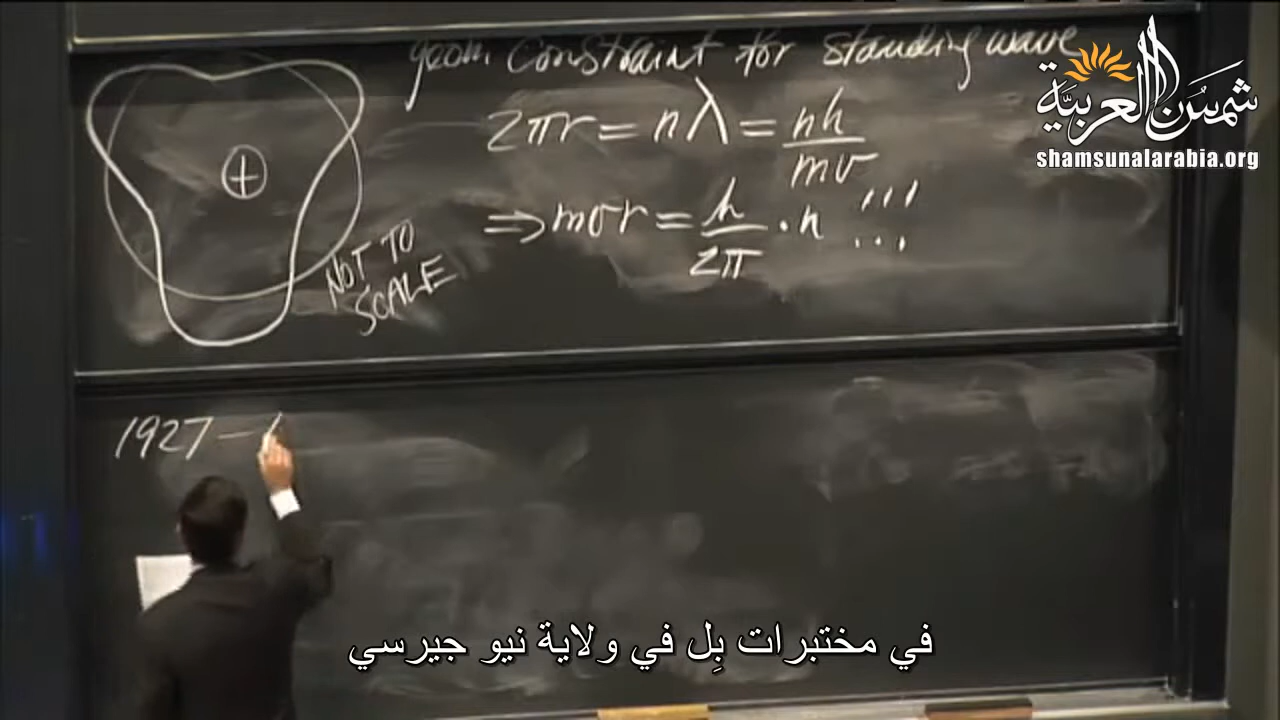 geom constraint for standing wave
2πr = nλ = nh/mv
⇒ mvr = h/2π · n !!!
+
NOT TO
SCALE
1927 –
شمس العربية
shamsunalarabia.org
في مختبرات بِل في ولاية نيو جيرسي